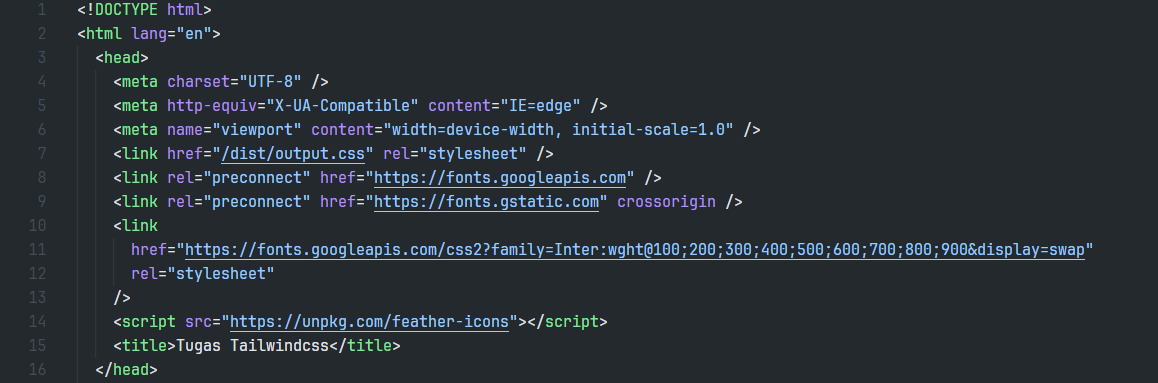 1 <!DOCTYPE html>
2 <html lang="en">
3 <head>
4 <meta charset="UTF-8" />
5 <meta http-equiv="X-UA-Compatible" content="IE=edge" />
6 <meta name="viewport" content="width=device-width, initial-scale=1.0" />
7 <link href="/dist/output.css" rel="stylesheet" />
8 <link rel="preconnect" href="https://fonts.googleapis.com" />
9 <link rel="preconnect" href="https://fonts.gstatic.com" crossorigin />
10 <link
11 href="https://fonts.googleapis.com/css2?family=Inter:wght@100;200;300;400;500;600;700;800;900&display=swap"
12 rel="stylesheet"
13 />
14 <script src="https://unpkg.com/feather-icons"></script>
15 <title>Tugas Tailwindcss</title>
16 </head>